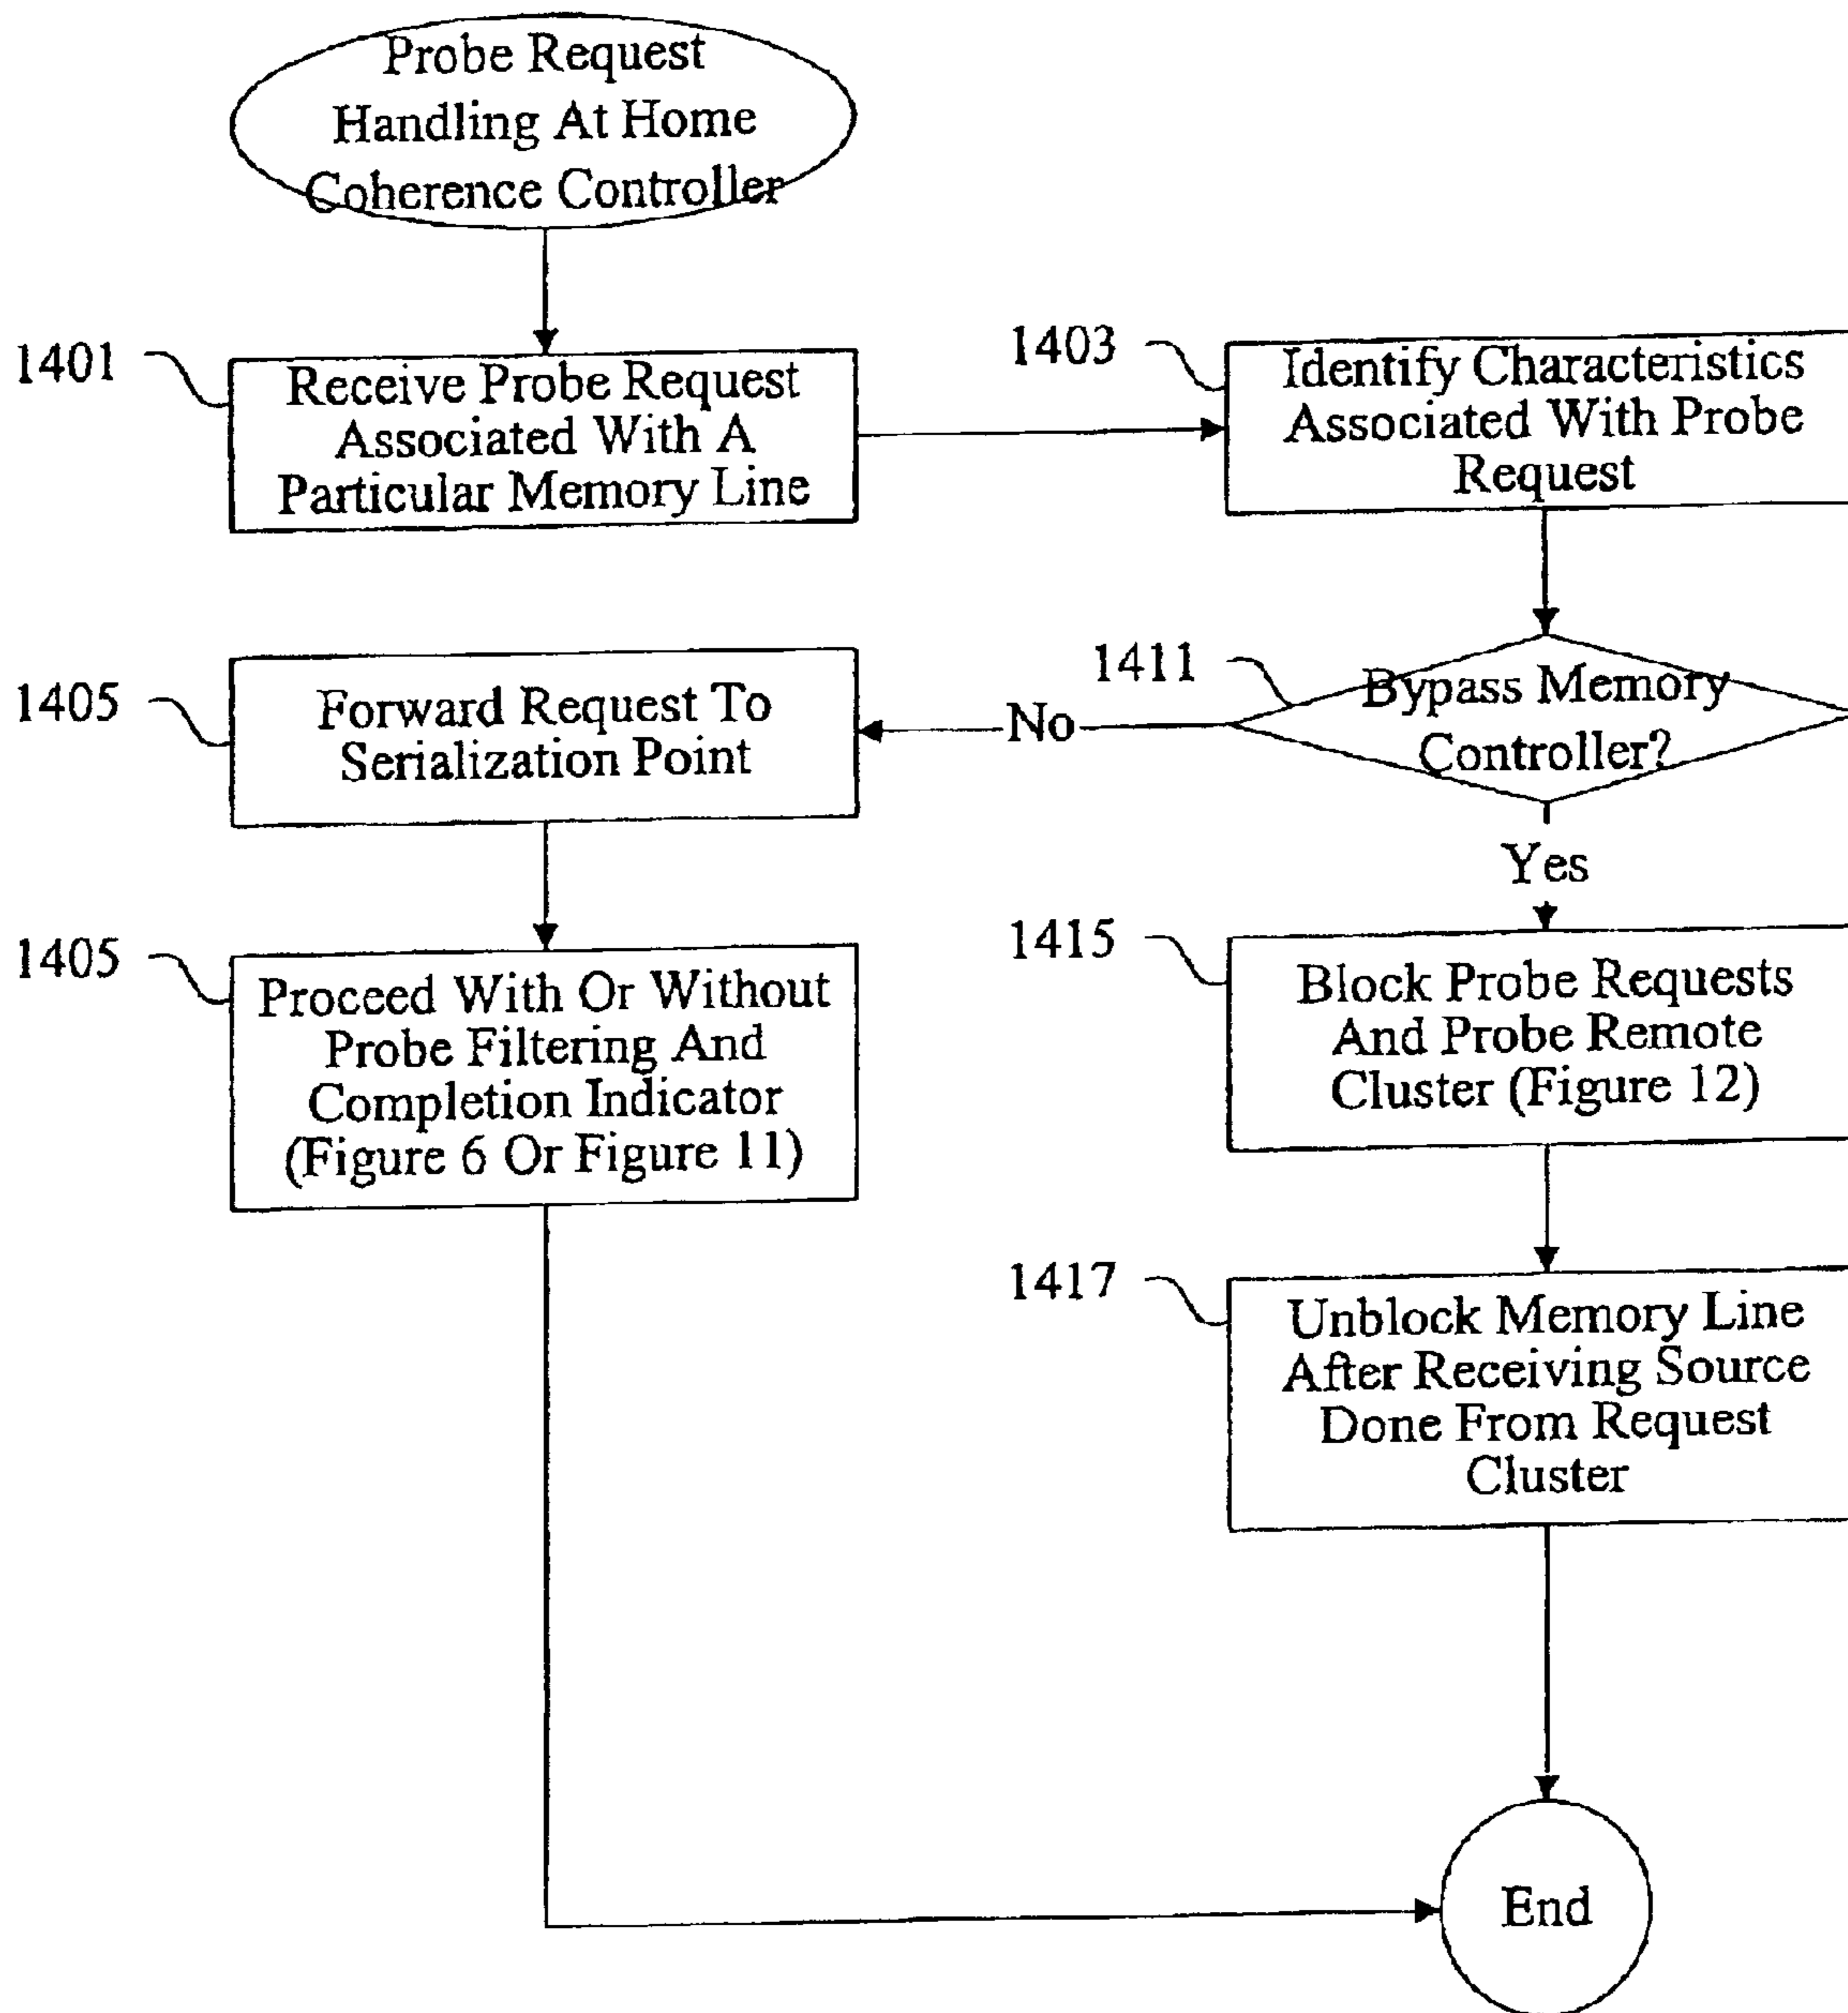 Probe Request
Handling At Home
Coherence Controller
1401
Receive Probe Request
Associated With A
Particular Memory Line
1403
Identify Characteristics
Associated With Probe
Request
1411
Bypass Memory
Controller?
No
Yes
1405
Forward Request To
Serialization Point
1405
Proceed With Or Without
Probe Filtering And
Completion Indicator
(Figure 6 Or Figure 11)
1415
Block Probe Requests
And Probe Remote
Cluster (Figure 12)
1417
Unblock Memory Line
After Receiving Source
Done From Request
Cluster
End